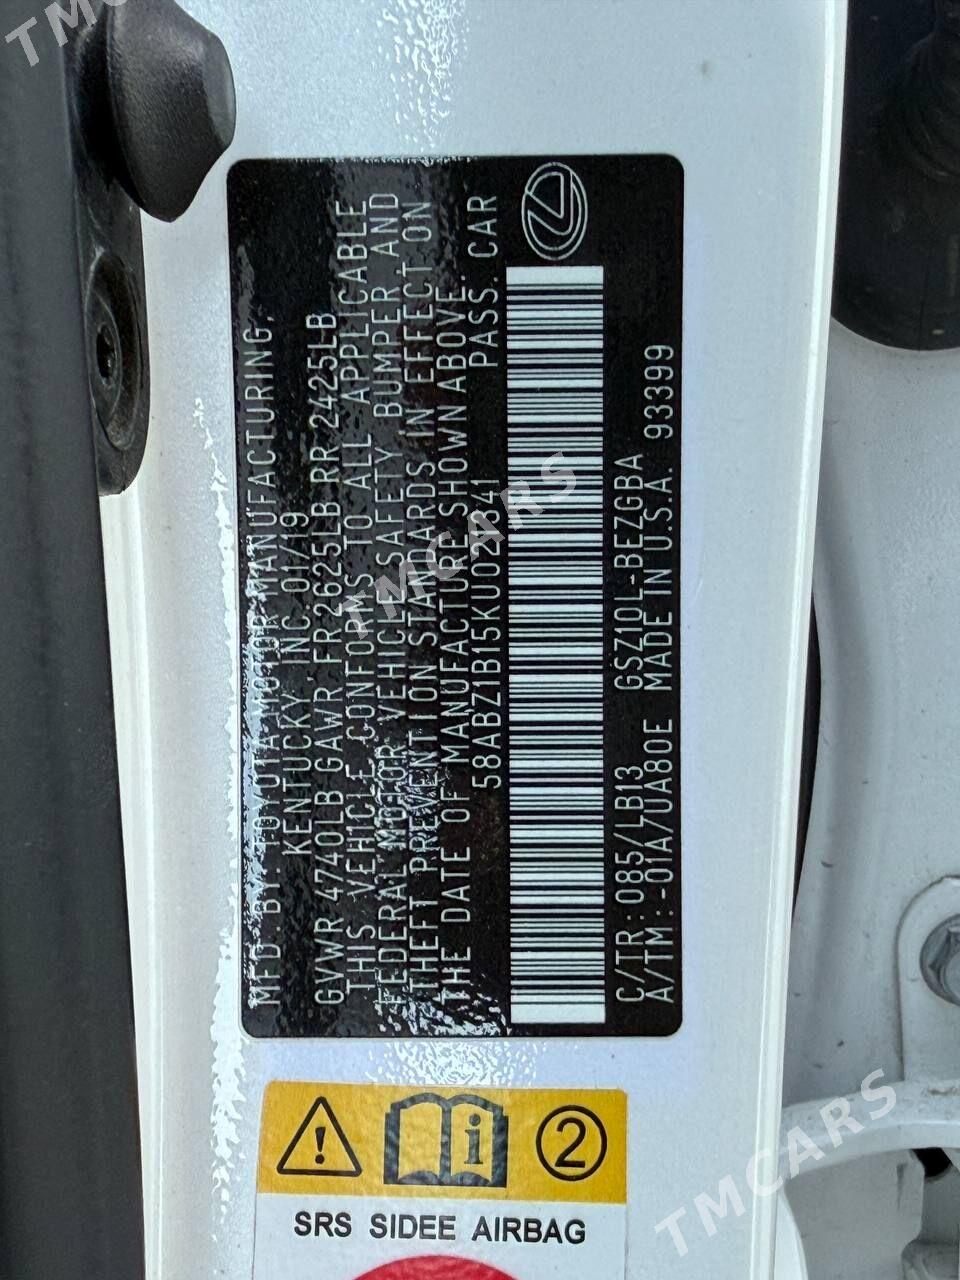 MFD.BY: TOYOTA MOTOR MANUFACTURING,
KENTUCKY, INC. 01/19
GVWR 4740LB GAWR FR 2625LB RR 2425LB
THIS VEHICLE CONFORMS TO ALL APPLICABLE
FEDERAL MOTOR VEHICLE SAFETY BUMPER, AND
THEFT PREVENTION STANDARDS IN EFFECT ON
THE DATE OF MANUFACTURE SHOWN ABOVE.
58ABZ1B15KU02 PASS. CAR
C/TR: 085/LB13 GSZ10L-BEZGBA
A/TM:-01A/UA80E MADE IN U.S.A. 93399
2
SRS SIDEE AIRBAG
TMCARS
TMCARS